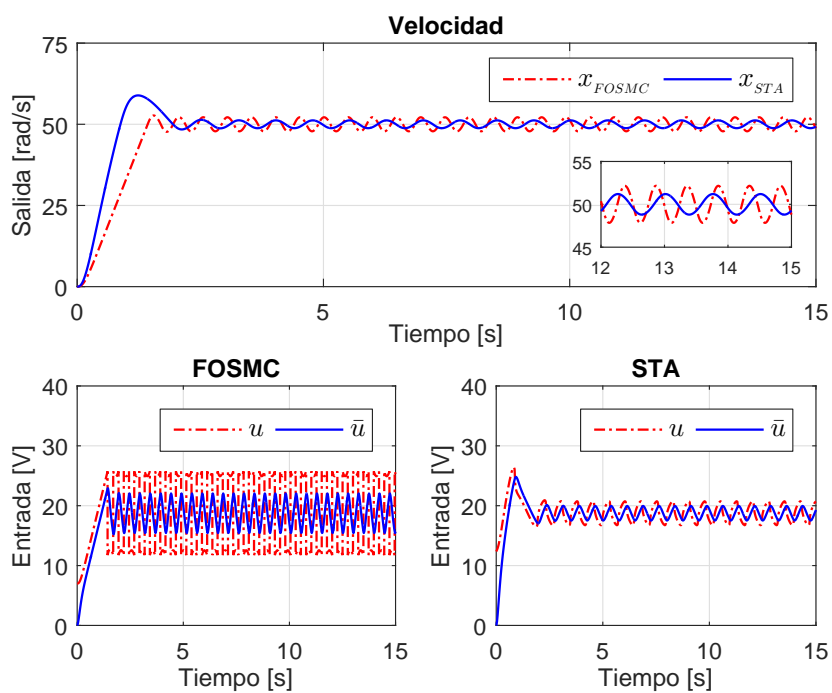 Velocidad
75
50
25
0
Salida [rad/s]
x_FOSMC x_STA
55
50
45
12 13 14 15
0 5 10 15
Tiempo [s]
FOSMC
40
30
20
10
0
Entrada [V]
u ū
0 5 10 15
Tiempo [s]
STA
40
30
20
10
0
Entrada [V]
u ū
0 5 10 15
Tiempo [s]